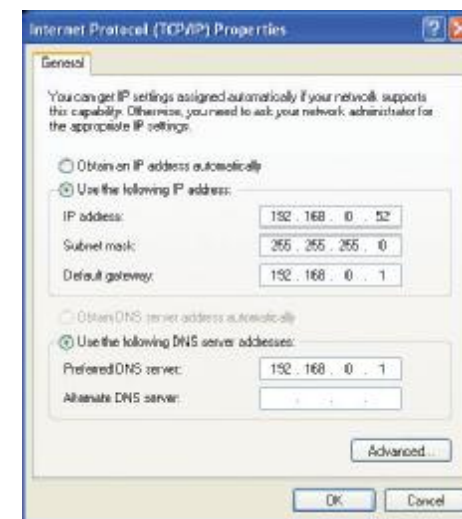 Internet Protocol (TCP/IP) Properties
General
You can get IP settings assigned automatically if your network supports
this capability. Otherwise, you need to ask your network administrator for
the appropriate IP settings.
Obtain an IP address automatically
Use the following IP address:
IP address: 192 . 168 . 0 . 52
Subnet mask: 255 . 255 . 255 . 0
Default gateway: 192 . 168 . 0 . 1
Obtain DNS server address automatically
Use the following DNS server addresses:
Preferred DNS server: 192 . 168 . 0 . 1
Alternate DNS server: . . .
Advanced...
OK Cancel